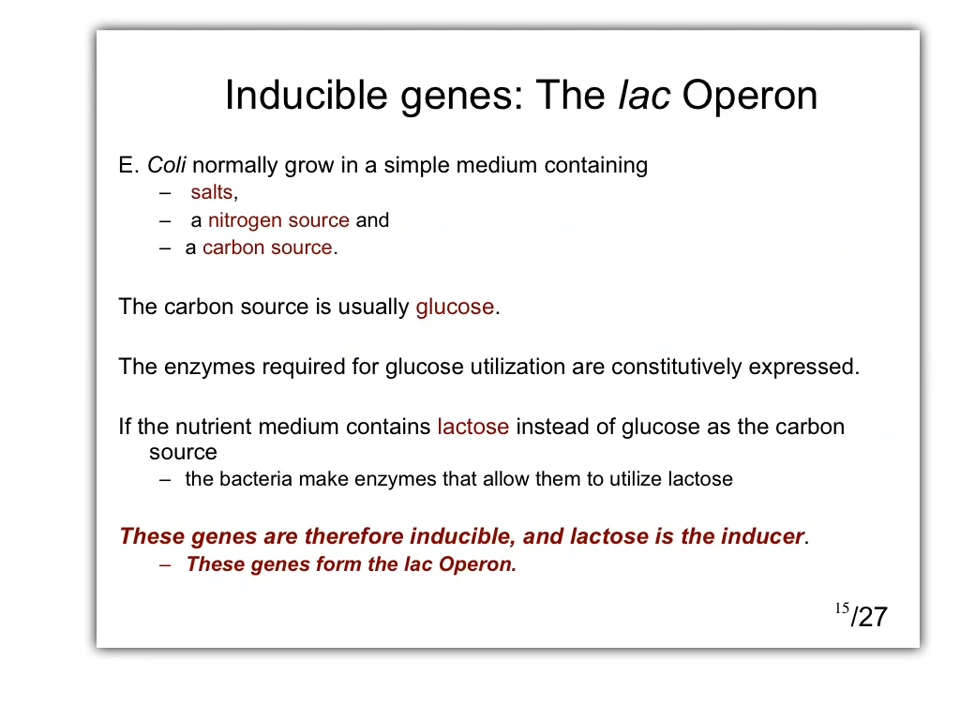 Inducible genes: The lac Operon
E. Coli normally grow in a simple medium containing
– salts,
– a nitrogen source and
– a carbon source.
The carbon source is usually glucose.
The enzymes required for glucose utilization are constitutively expressed.
If the nutrient medium contains lactose instead of glucose as the carbon
source
– the bacteria make enzymes that allow them to utilize lactose
These genes are therefore inducible, and lactose is the inducer.
– These genes form the lac Operon.
15/27